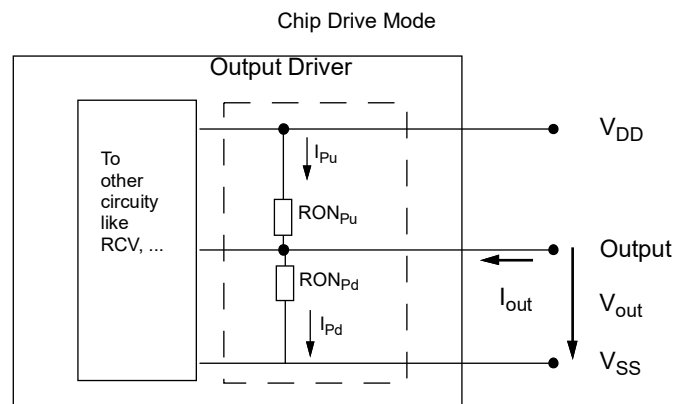 Chip Drive Mode
Output Driver
To
other
circuity
like
RCV, ...
I_Pu
RON_Pu
RON_Pd
I_Pd
V_DD
Output
I_out
V_out
V_SS